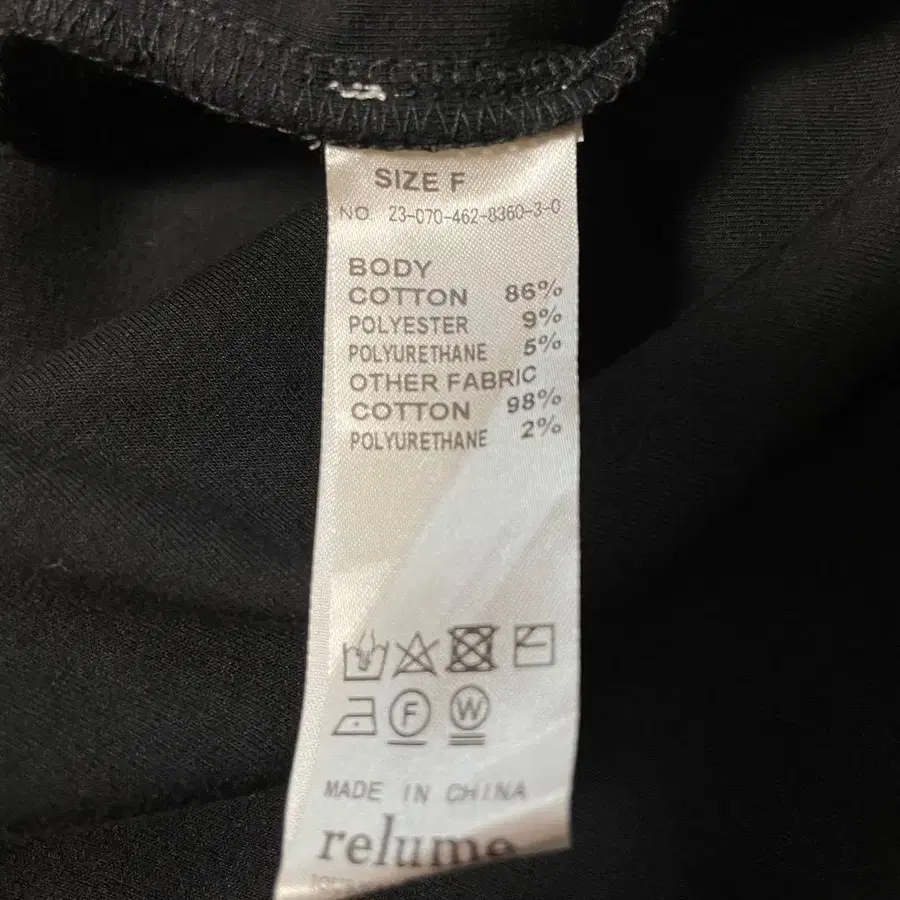 SIZE F
NO 23-070-462-8360-3-0
BODY
COTTON 86%
POLYESTER 9%
POLYURETHANE 5%
OTHER FABRIC
COTTON 98%
POLYURETHANE 2%
F W
MADE IN CHINA
relume